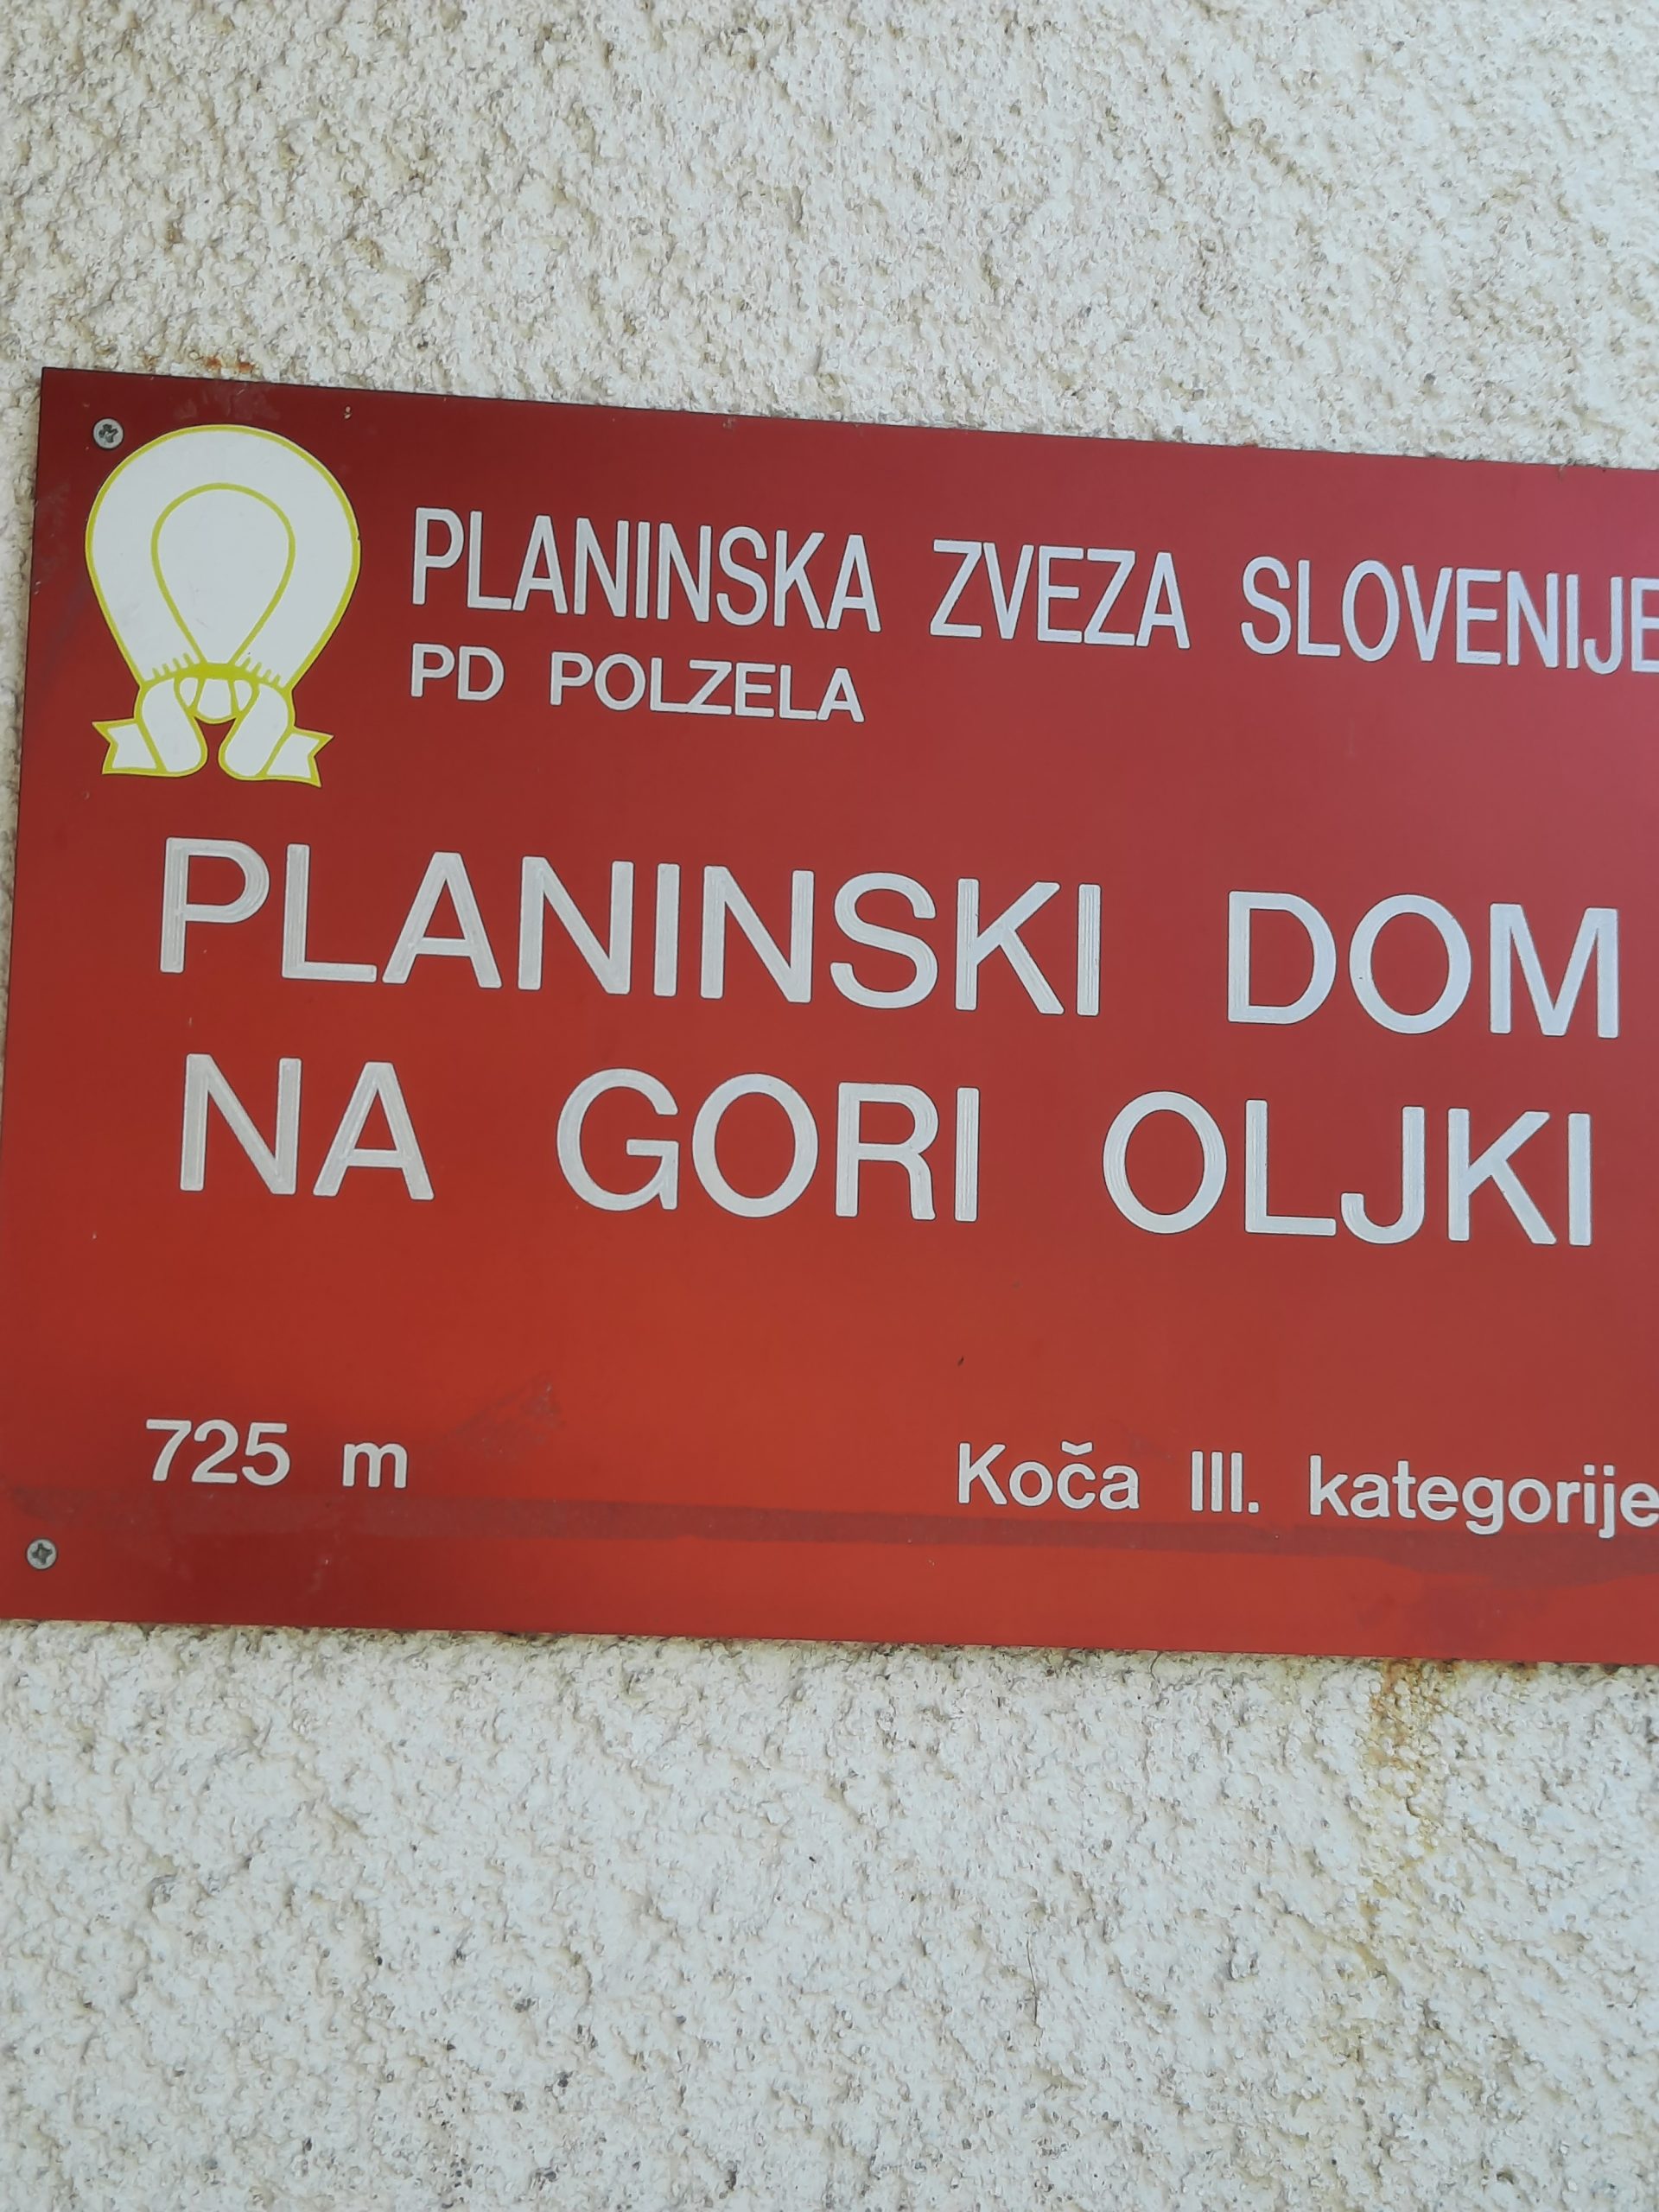 PLANINSKA ZVEZA SLOVENIJE
PD POLZELA
PLANINSKI DOM
NA GORI OLJKI
725 m
Koča III. kategorije